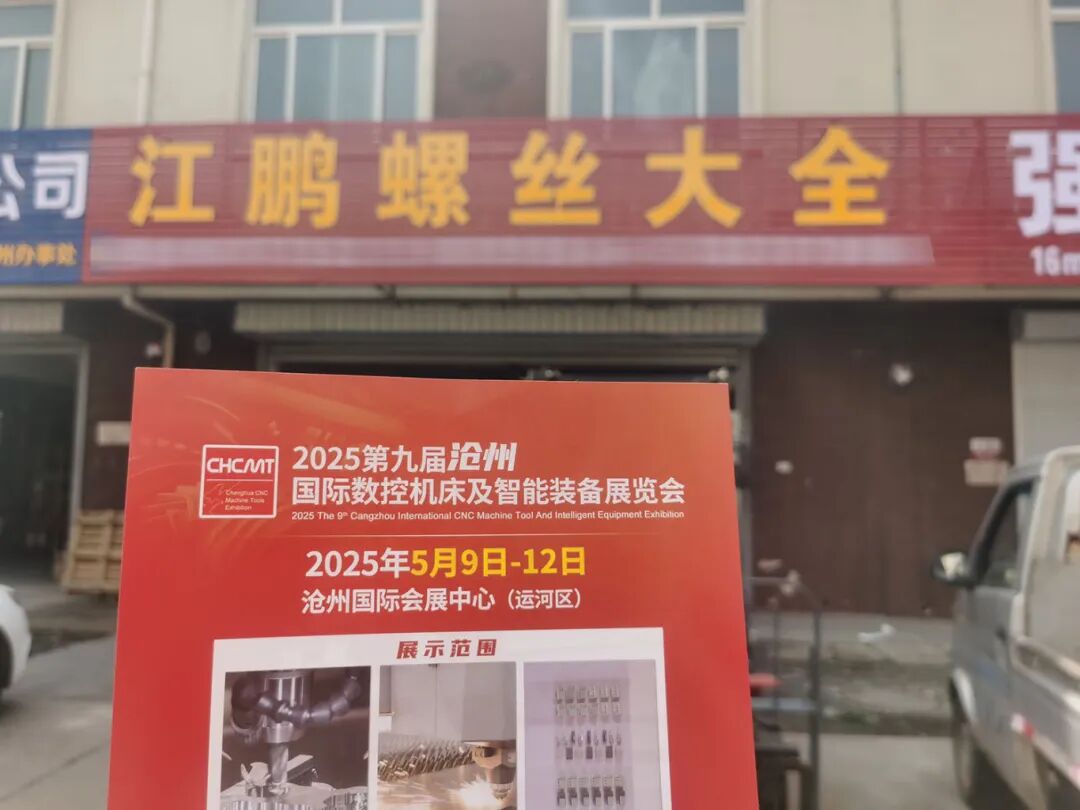 公司
州办事处
江鹏螺丝大全
强
16m
CHCMT
Chenghua CNC
Machine Tools
Exhibition
2025第九届沧州
国际数控机床及智能装备展览会
2025 The 9th Cangzhou International CNC Machine Tool And Intelligent Equipment Exhibition
2025年5月9日-12日
沧州国际会展中心（运河区）
展示范围